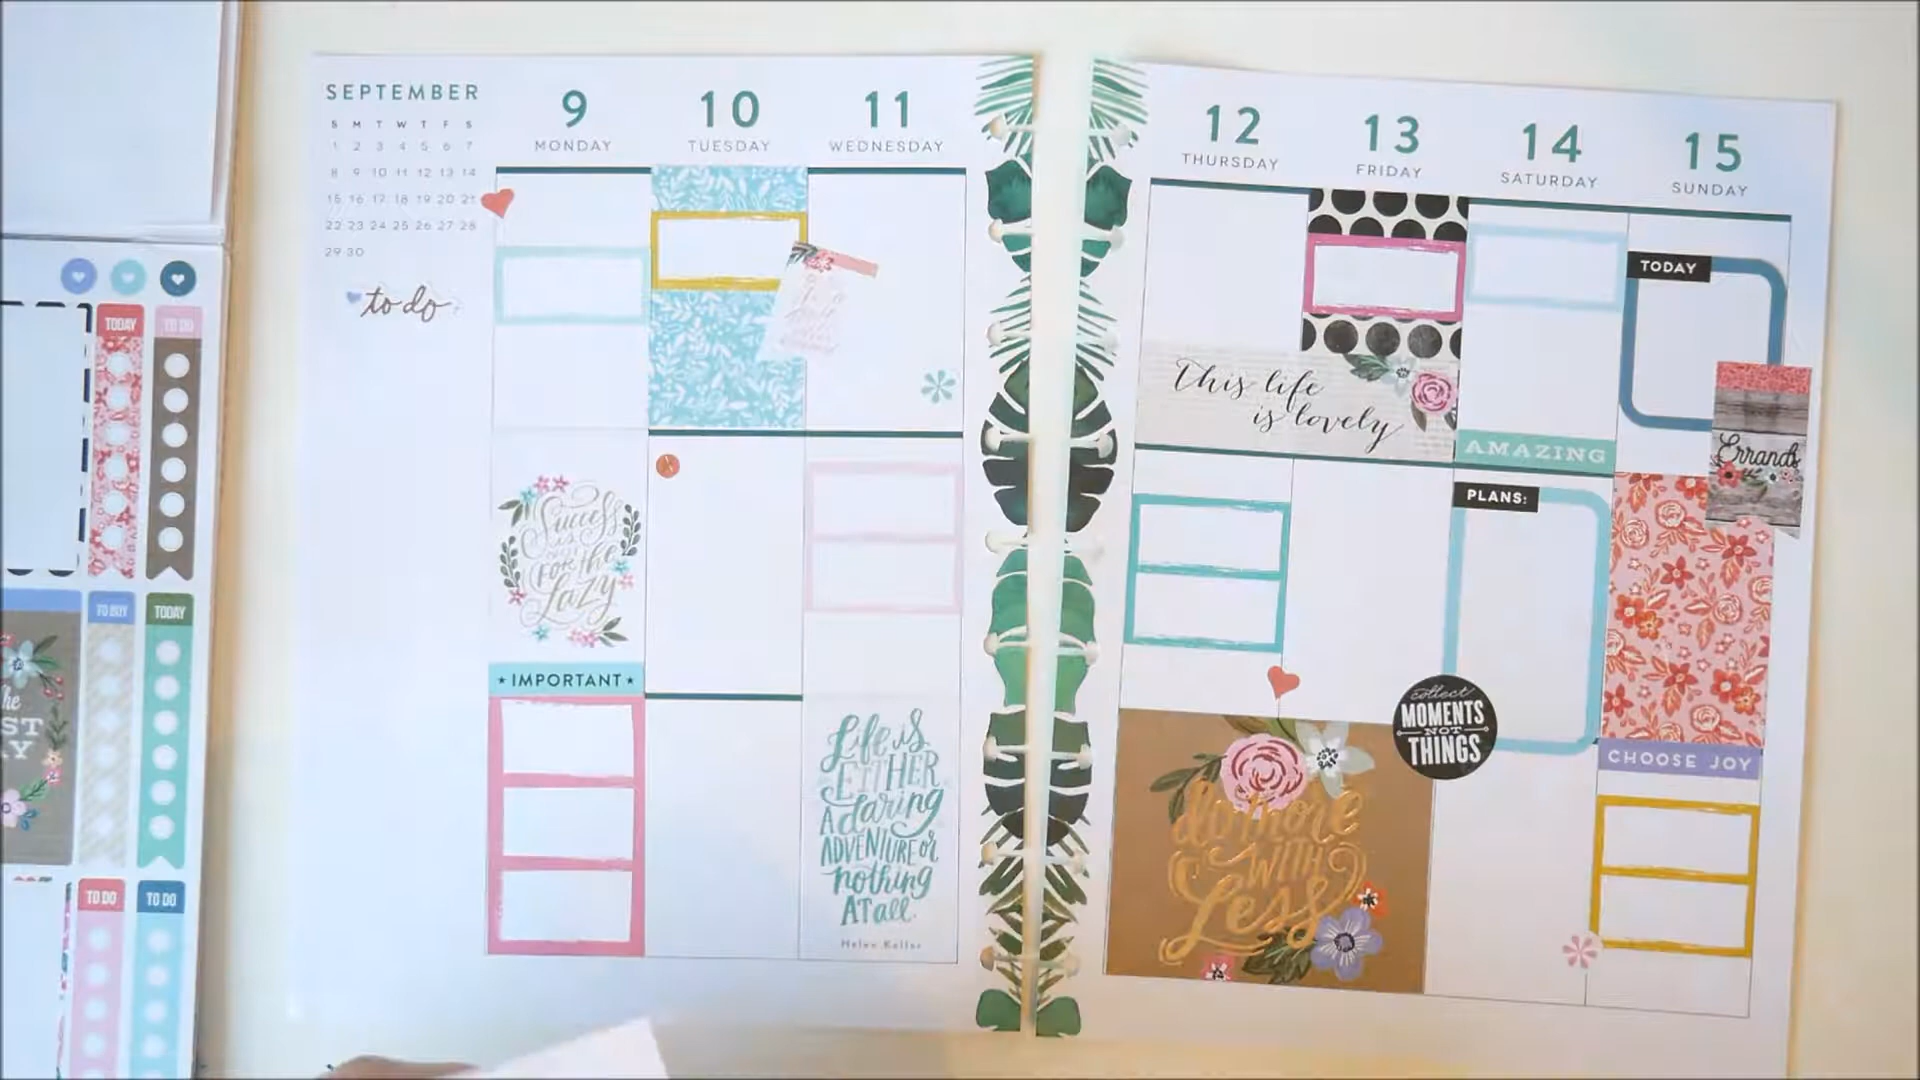 SEPTEMBER
S M T W T F S
1 2 3 4 5 6 7
8 9 10 11 12 13 14
15 16 17 18 19 20 21
22 23 24 25 26 27 28
29 30
to do
9
MONDAY
10
TUESDAY
11
WEDNESDAY
12
THURSDAY
13
FRIDAY
14
SATURDAY
15
SUNDAY
TODAY
TO DO
TO BUY
TODAY
TO DO
TO DO
Success
is not
FOR the
Lazy
★ IMPORTANT ★
Life is
EITHER
A daring
ADVENTURE or
nothing
AT all.
Helen Keller
This life
is lovely
AMAZING
TODAY
Errands
PLANS:
collect
MOMENTS
NOT
THINGS
do more
WITH
Less
CHOOSE JOY